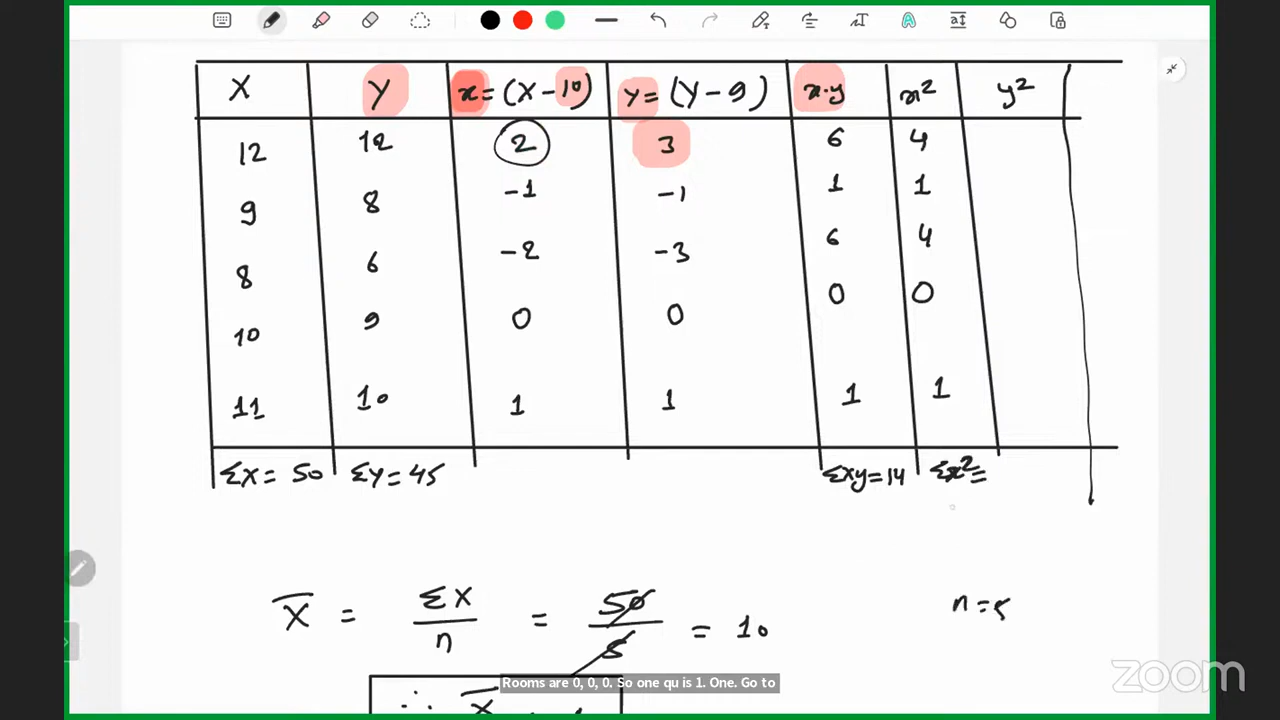 X Y x = (X - 10) y = (Y - 9) x·y x² y²
12 12 2 3 6 4
9 8 -1 -1 1 1
8 6 -2 -3 6 4
10 9 0 0 0 0
11 10 1 1 1 1
ΣX = 50 ΣY = 45 Σxy = 14 Σx² =
X̄ = ΣX / n = 50 / 5 = 10
n = 5
Rooms are 0, 0, 0. So one qu is 1. One. Go to
zoom